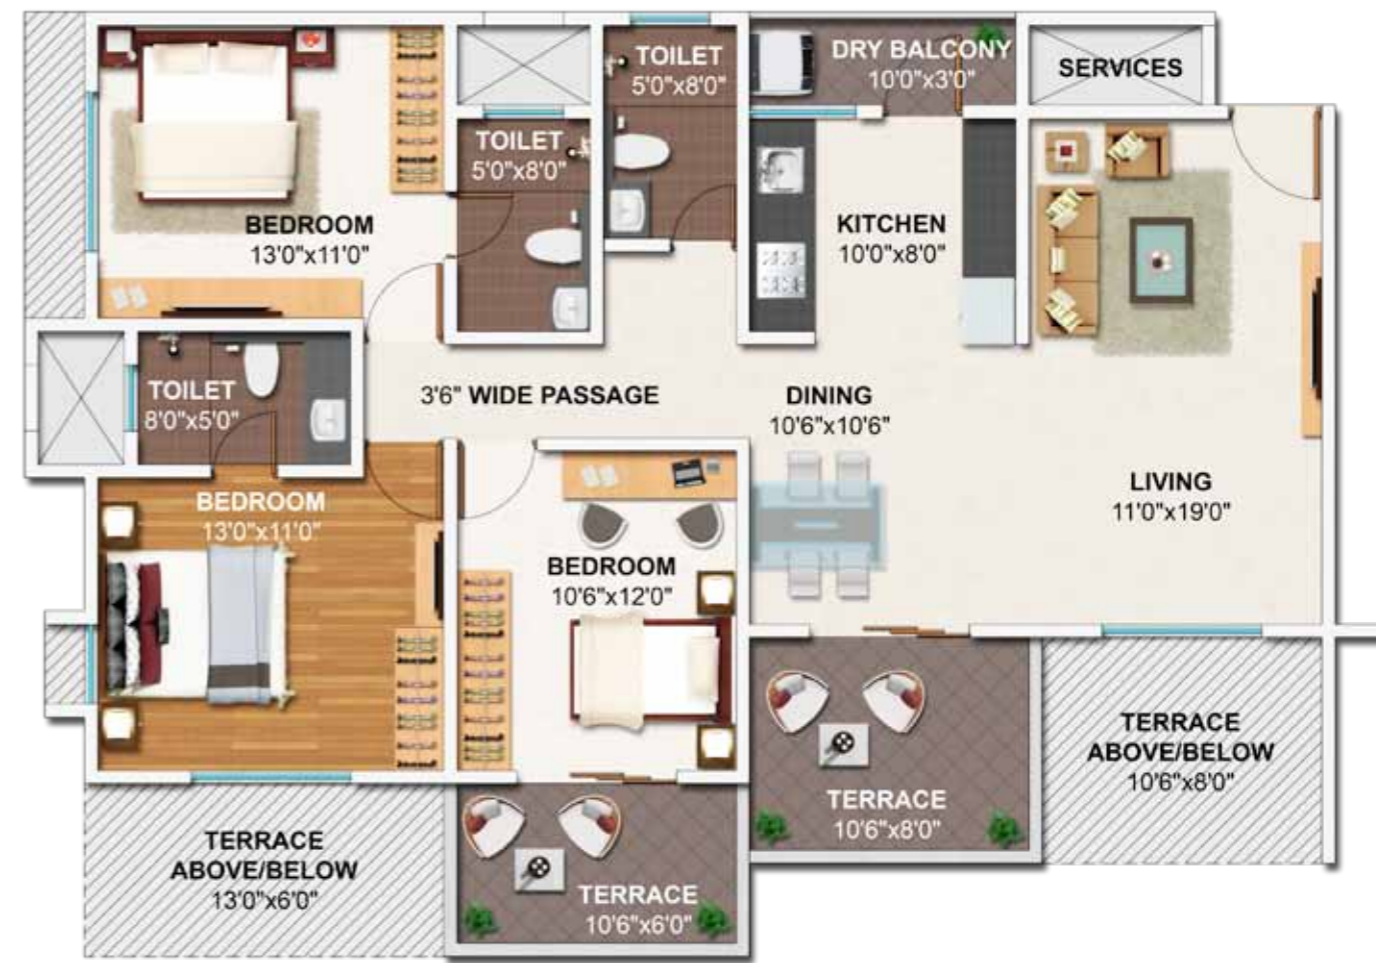 TOILET
5'0"x8'0"
DRY BALCONY
10'0"x3'0"
SERVICES
TOILET
5'0"x8'0"
BEDROOM
13'0"x11'0"
KITCHEN
10'0"x8'0"
TOILET
8'0"x5'0"
3'6" WIDE PASSAGE
DINING
10'6"x10'6"
LIVING
11'0"x19'0"
BEDROOM
13'0"x11'0"
BEDROOM
10'6"x12'0"
TERRACE
ABOVE/BELOW
10'6"x8'0"
TERRACE
10'6"x8'0"
TERRACE
ABOVE/BELOW
13'0"x6'0"
TERRACE
10'6"x6'0"